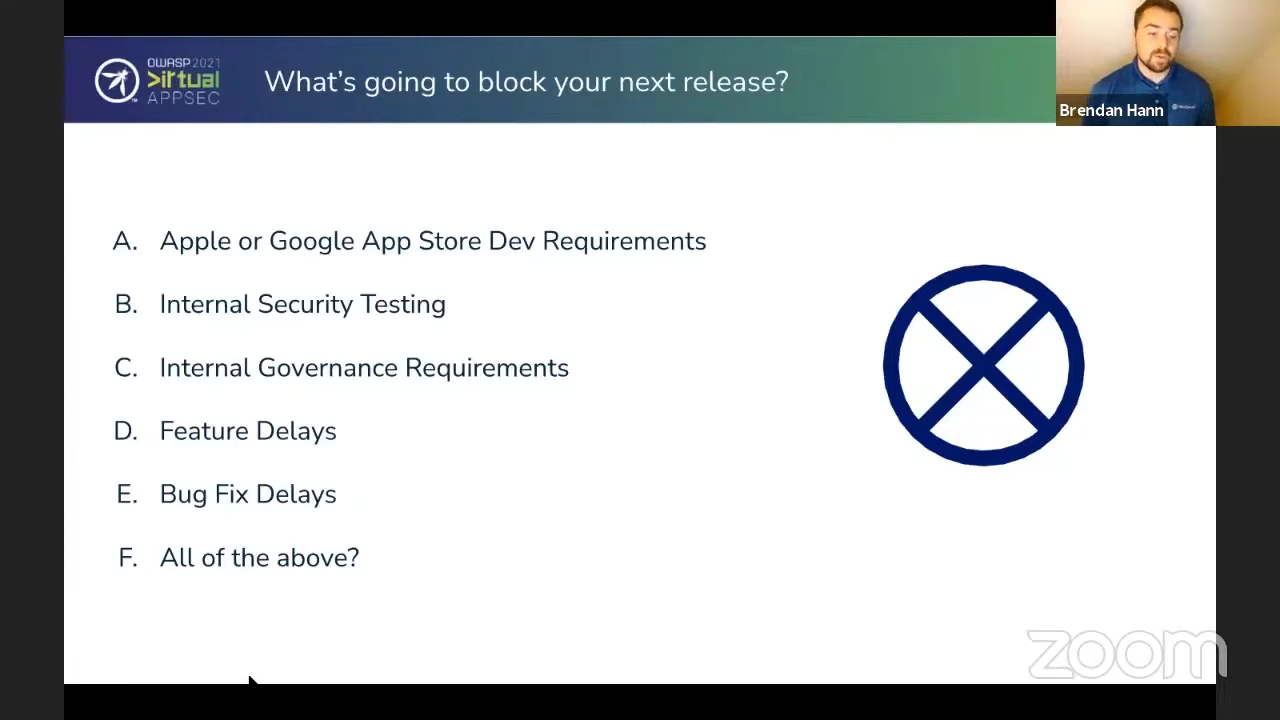 OWASP 2021
>irtual
APPSEC
What's going to block your next release?
Brendan Hann
A. Apple or Google App Store Dev Requirements
B. Internal Security Testing
C. Internal Governance Requirements
D. Feature Delays
E. Bug Fix Delays
F. All of the above?
zoom